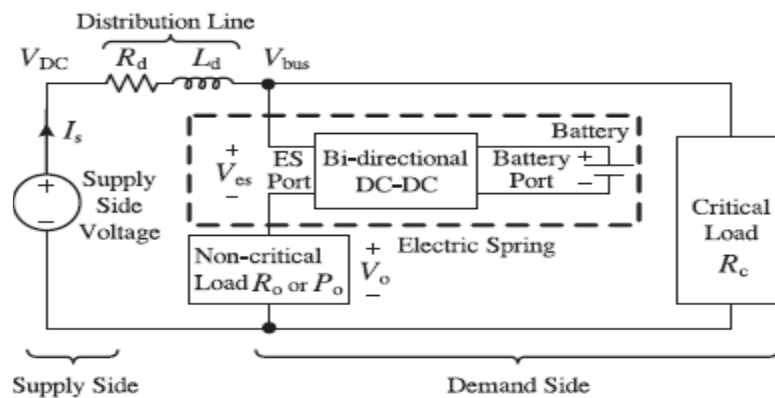 Distribution Line
V_DC
R_d
L_d
V_bus
I_s
+
−
Supply
Side
Voltage
+
V_es
−
ES
Port
Bi-directional
DC-DC
Battery
Battery
Port
+
−
Electric Spring
Non-critical
Load R_o or P_o
+
V_o
−
Critical
Load
R_c
Supply Side
Demand Side